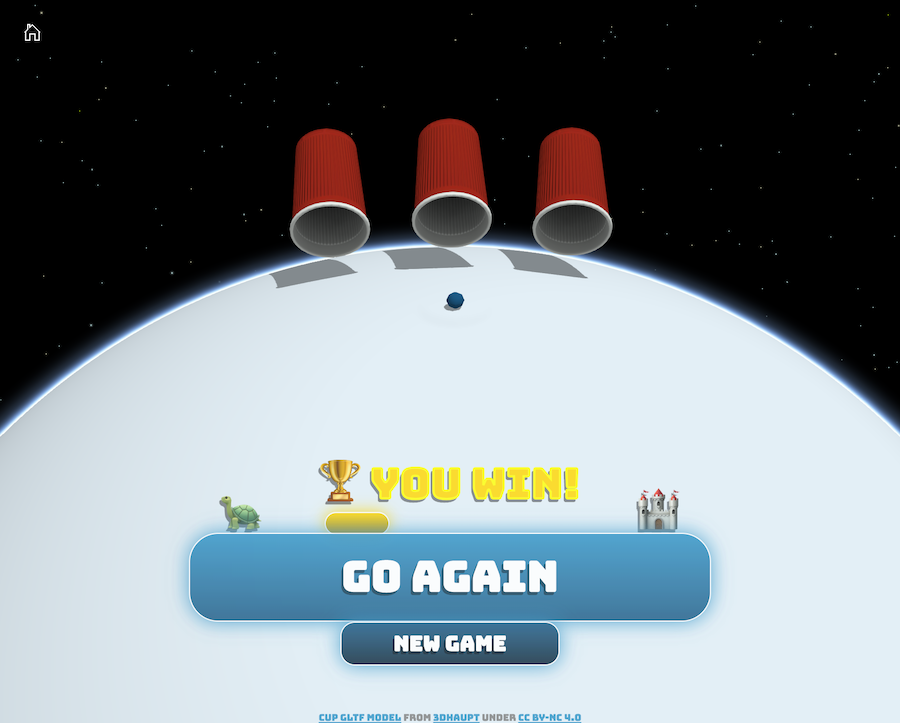 YOU WIN!
GO AGAIN
NEW GAME
CUP GLTF MODEL FROM 3DHAUPT UNDER CC BY-NC 4.0